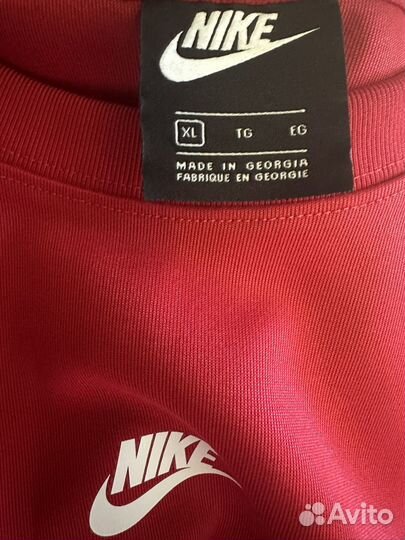 NIKE
XL TG EG
MADE IN GEORGIA
FABRIQUE EN GEORGIE
NIKE
Avito